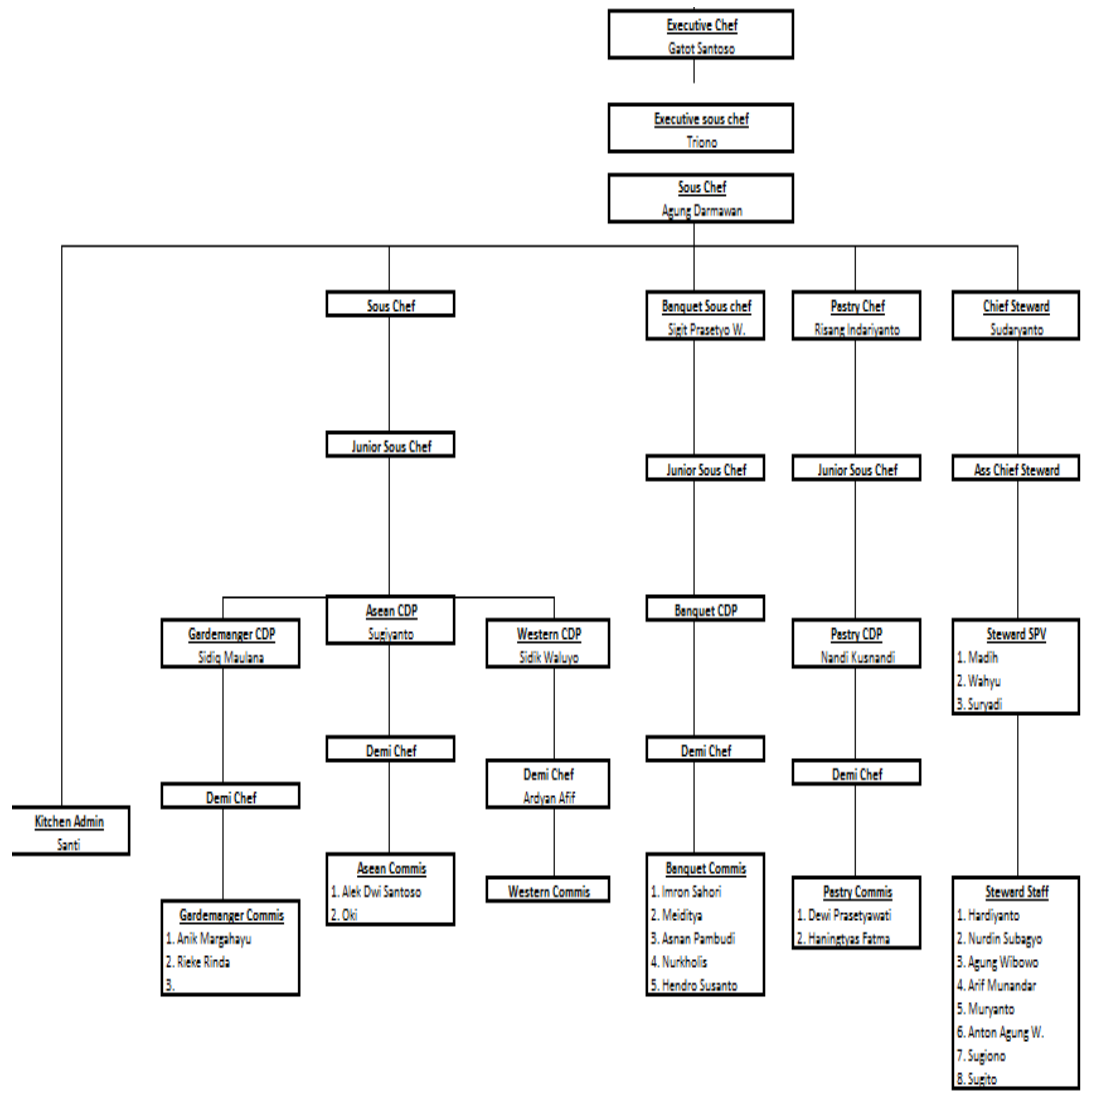 Executive Chef
Gatot Santoso
Executive sous chef
Triono
Sous Chef
Agung Darmawan
Sous Chef
Banquet Sous chef
Sigit Prasetyo W.
Pastry Chef
Risang Indariyanto
Chief Steward
Sudaryanto
Junior Sous Chef
Junior Sous Chef
Junior Sous Chef
Ass Chief Steward
Gardemanger CDP
Sidiq Maulana
Asean CDP
Sugiyanto
Western CDP
Sidik Waluyo
Banquet CDP
Pastry CDP
Nandi Kusnandi
Steward SPV
1. Madih
2. Wahyu
3. Suryadi
Demi Chef
Demi Chef
Demi Chef
Ardyan Afif
Demi Chef
Demi Chef
Kitchen Admin
Santi
Gardemanger Commis
1. Anik Margahayu
2. Rieke Rinda
3.
Asean Commis
1. Alek Dwi Santoso
2. Oki
Western Commis
Banquet Commis
1. Imron Sahori
2. Meiditya
3. Asnan Pambudi
4. Nurkholis
5. Hendro Susanto
Pastry Commis
1. Dewi Prasetyawati
2. Haningtyas Fatma
Steward Staff
1. Hardiyanto
2. Nurdin Subagyo
3. Agung Wibowo
4. Arif Munandar
5. Muryanto
6. Anton Agung W.
7. Sugiono
8. Sugito